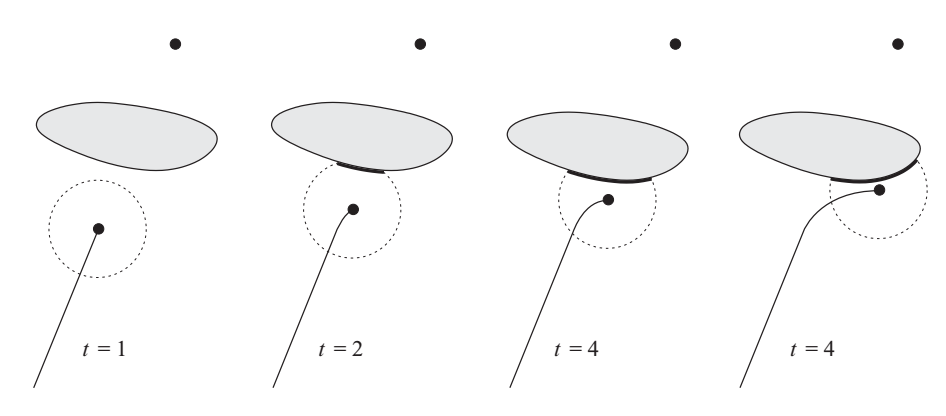 t = 1
t = 2
t = 4
t = 4